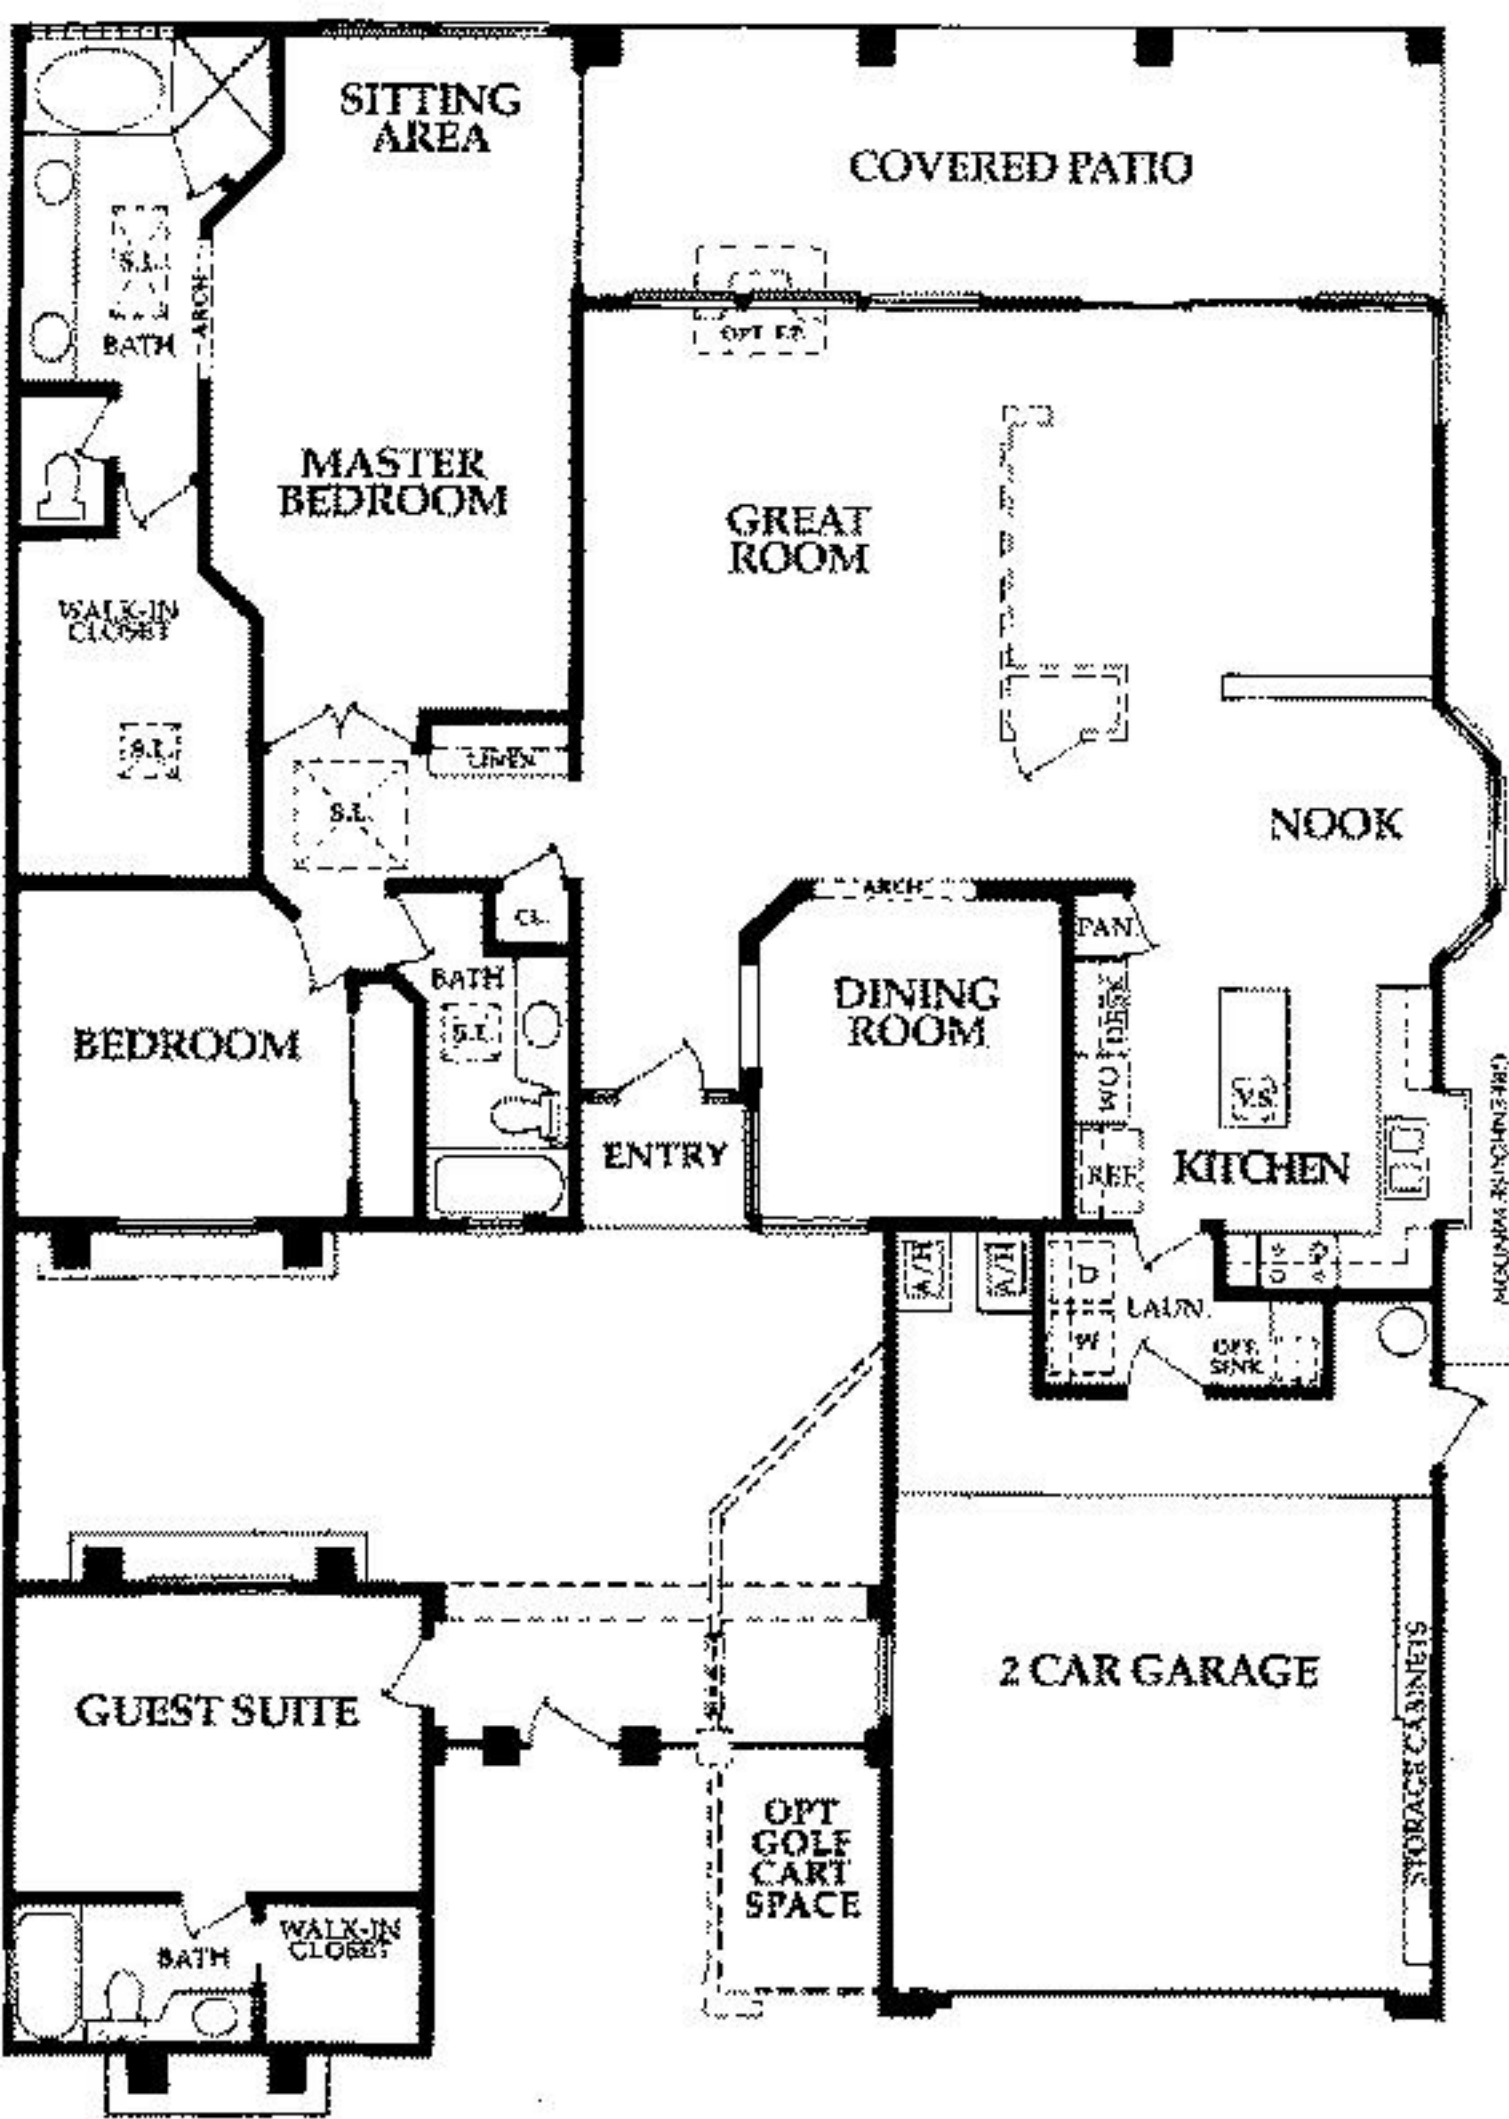 SITTING
AREA
COVERED PATIO
S.L.
ARCH
BATH
OPT. F.P.
MASTER
BEDROOM
GREAT
ROOM
WALK-IN
CLOSET
S.L.
LINEN
S.L.
NOOK
ARCH
CL.
PAN.
BATH
S.L.
DINING
ROOM
DESK
BEDROOM
WO
V.S.
ENTRY
REF.
KITCHEN
A/H
A/H
D
LAUN.
W
OPT.
SINK
2 CAR GARAGE
GUEST SUITE
STORAGE CABINETS
OPT
GOLF
CART
SPACE
WALK-IN
CLOSET
BATH